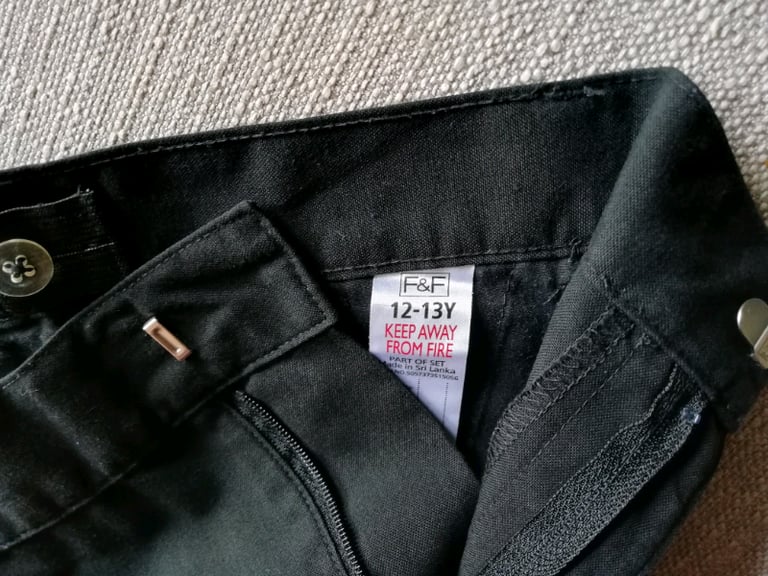 F&F
12-13Y
KEEP AWAY
FROM FIRE
PART OF SET
Made in Sri Lanka